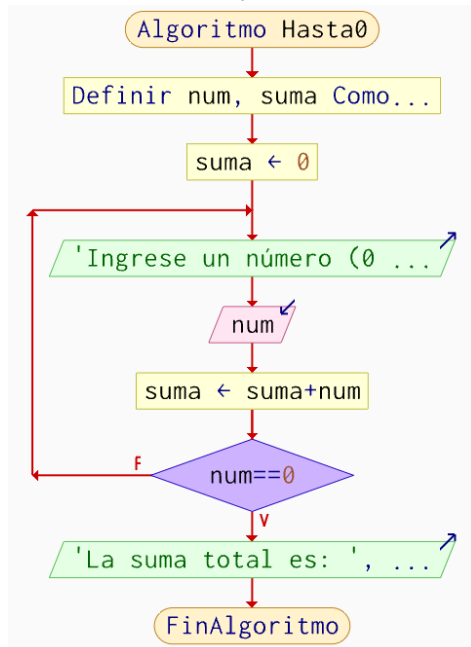 Algoritmo Hasta0
Definir num, suma Como...
suma ← 0
'Ingrese un número (0 ...
num
suma ← suma+num
F
num==0
V
'La suma total es: ', ...
FinAlgoritmo